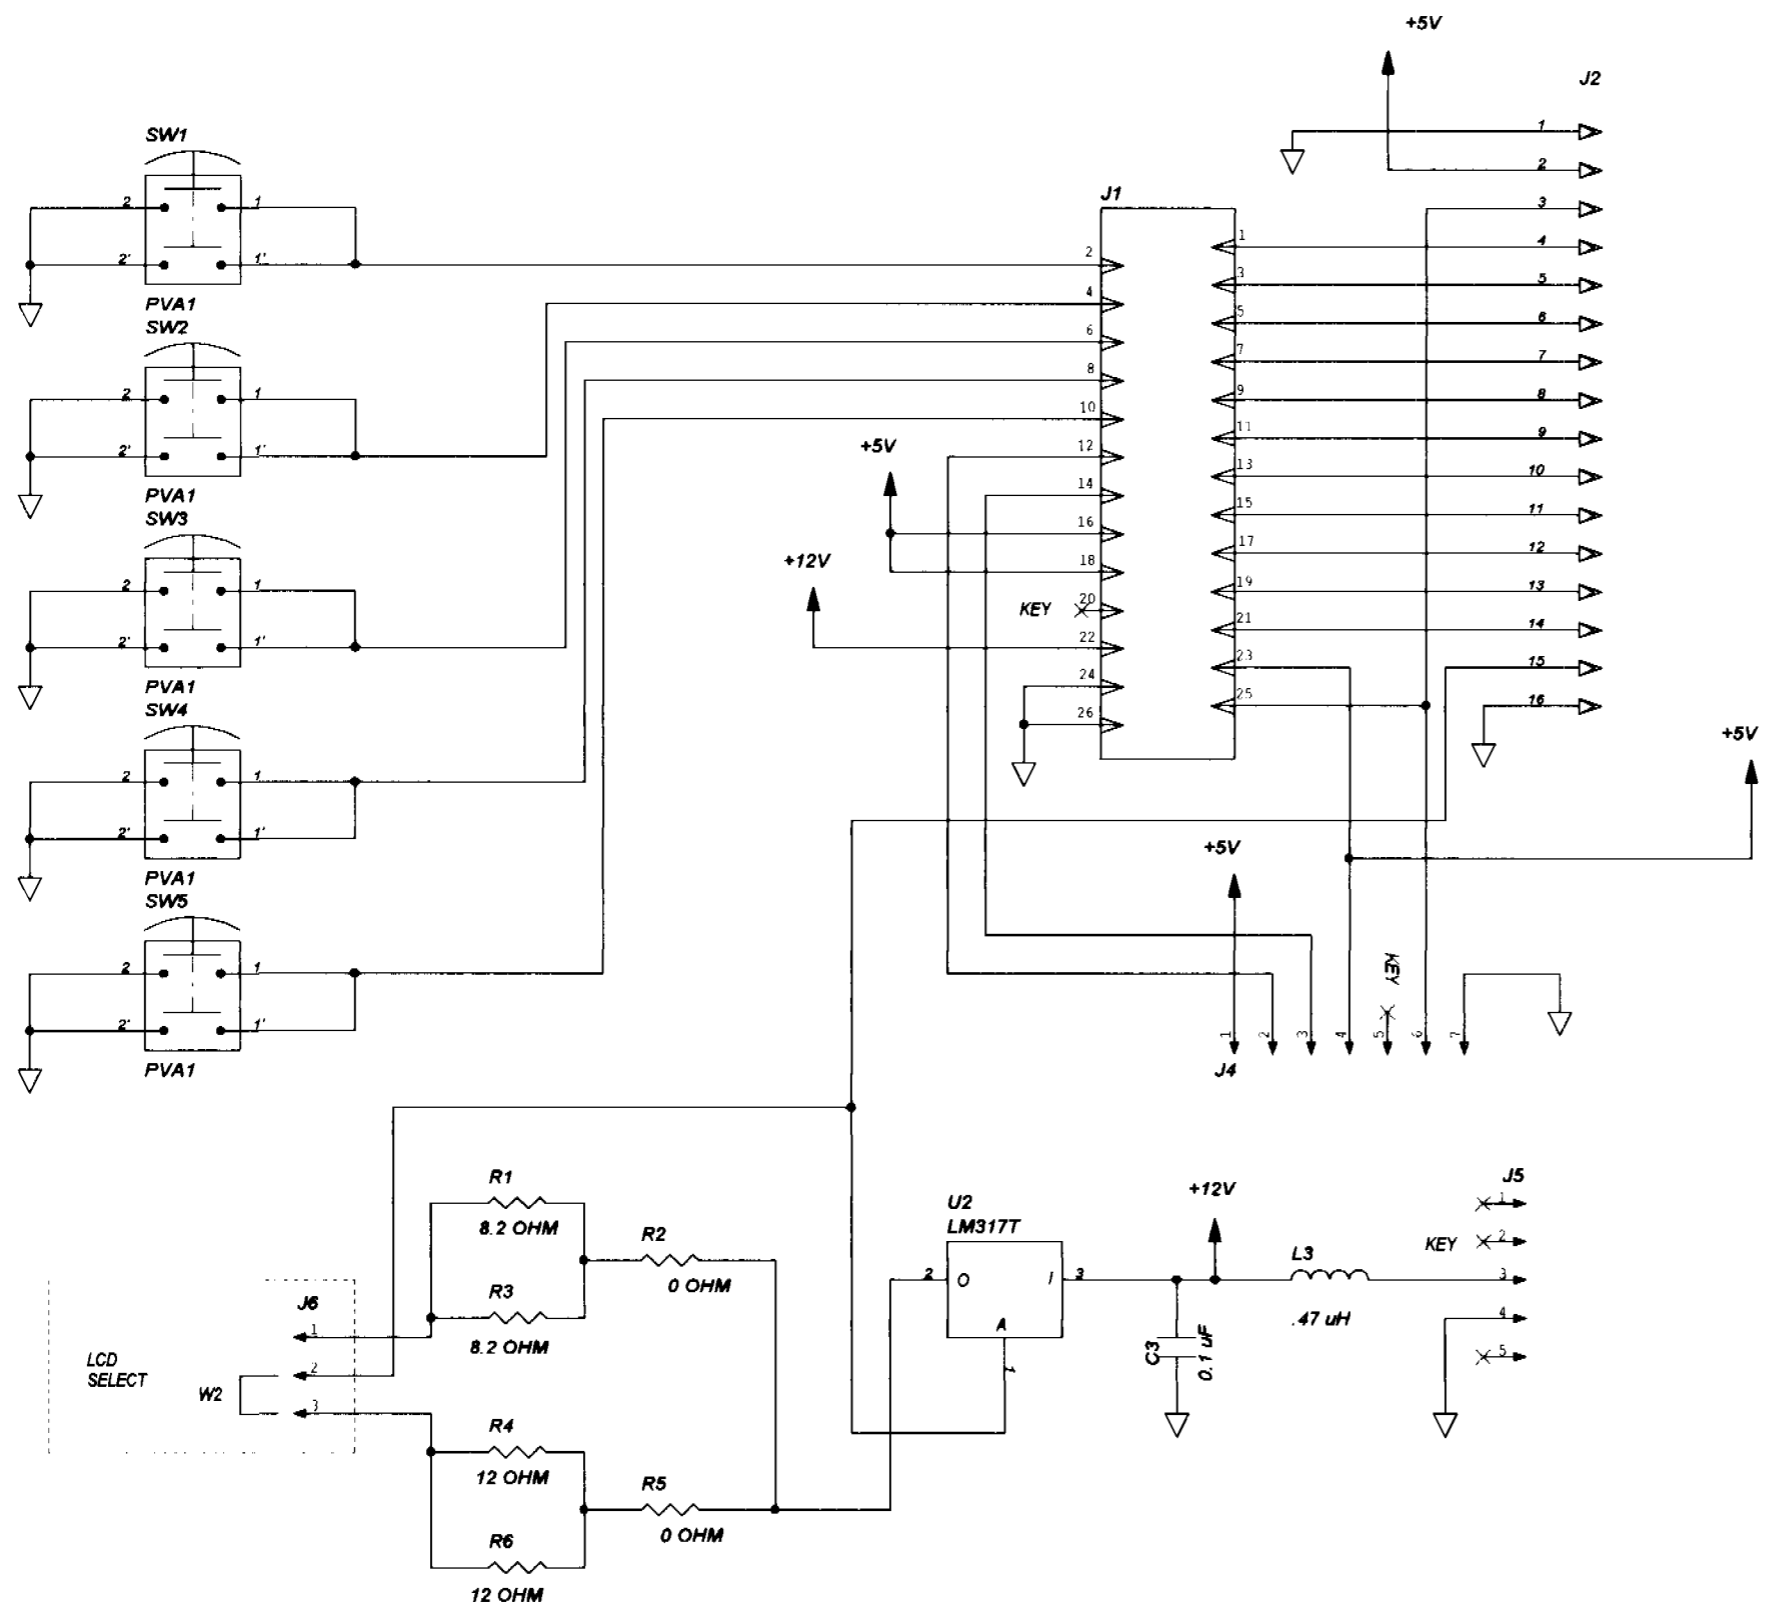 +5V
J2
1
2
3
4
5
6
7
8
9
10
11
12
13
14
15
16
SW1
2
1
2'
1'
PVA1
SW2
2
1
2'
1'
PVA1
SW3
2
1
2'
1'
PVA1
SW4
2
1
2'
1'
PVA1
SW5
2
1
2'
1'
PVA1
J1
2
4
6
8
10
12
14
16
18
20
22
24
26
1
3
5
7
9
11
13
15
17
19
21
23
25
+5V
+12V
KEY
+5V
+5V
KEY
1
2
3
4
5
6
7
J4
R1
8.2 OHM
R2
0 OHM
R3
8.2 OHM
J6
1
2
3
LCD
SELECT
W2
R4
12 OHM
R5
0 OHM
R6
12 OHM
U2
LM317T
2
O
I
3
A
1
+12V
L3
.47 uH
C3
0.1 uF
J5
1
KEY
2
3
4
5